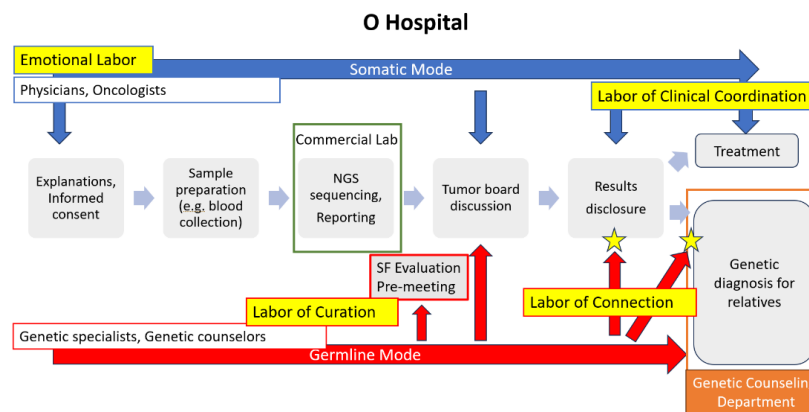 O Hospital
Emotional Labor
Somatic Mode
Physicians, Oncologists
Labor of Clinical Coordination
Commercial Lab
Explanations,
Informed
consent
Sample
preparation
(e.g. blood
collection)
NGS
sequencing,
Reporting
Tumor board
discussion
Results
disclosure
Treatment
SF Evaluation
Pre-meeting
Genetic
diagnosis for
relatives
Labor of Curation
Labor of Connection
Genetic specialists, Genetic counselors
Germline Mode
Genetic Counselin
Department